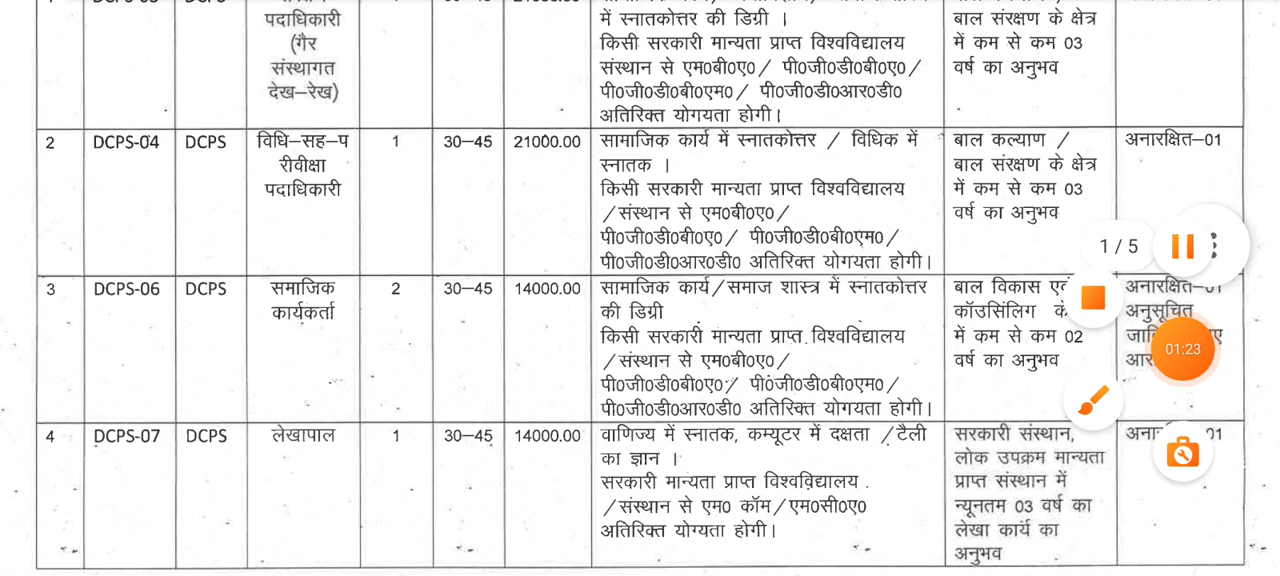 पदाधिकारी
(गैर
संस्थागत
देख–रेख)
में स्नातकोत्तर की डिग्री ।
किसी सरकारी मान्यता प्राप्त विश्वविद्यालय
संस्थान से एम0बी0ए0/ पी0जी0डी0बी0ए0/
पी0जी0डी0बी0एम0/ पी0जी0डी0आर0डी0
अतिरिक्त योगयता होगी।
बाल संरक्षण के क्षेत्र
में कम से कम 03
वर्ष का अनुभव
2
DCPS-04
DCPS
विधि–सह–प
रीवीक्षा
पदाधिकारी
1
30–45
21000.00
सामाजिक कार्य में स्नातकोत्तर / विधिक में
स्नातक ।
किसी सरकारी मान्यता प्राप्त विश्वविद्यालय
/संस्थान से एम0बी0ए0/
पी0जी0डी0बी0ए0/ पी0जी0डी0बी0एम0/
पी0जी0डी0आर0डी0 अतिरिक्त योगयता होगी।
बाल कल्याण /
बाल संरक्षण के क्षेत्र
में कम से कम 03
वर्ष का अनुभव
अनारक्षित–01
1 / 5
3
DCPS-06
DCPS
समाजिक
कार्यकर्ता
2
30–45
14000.00
सामाजिक कार्य/समाज शास्त्र में स्नातकोत्तर
की डिग्री
किसी सरकारी मान्यता प्राप्त विश्वविद्यालय
/संस्थान से एम0बी0ए0/
पी0जी0डी0बी0ए0/ पी0जी0डी0बी0एम0/
पी0जी0डी0आर0डी0 अतिरिक्त योगयता होगी।
बाल विकास
कॉउसिंलिग
में कम से कम 02
वर्ष का अनुभव
अनारक्षित–01
अनुसूचित
01:23
4
DCPS-07
DCPS
लेखापाल
1
30–45
14000.00
वाणिज्य में स्नातक, कम्यूटर में दक्षता /टैली
का ज्ञान ।
सरकारी मान्यता प्राप्त विश्वविद्यालय
/संस्थान से एम0 कॉम/एम0सी0ए0
अतिरिक्त योग्यता होगी।
सरकारी संस्थान,
लोक उपक्रम मान्यता
प्राप्त संस्थान में
न्यूनतम 03 वर्ष का
लेखा कार्य का
अनुभव
01